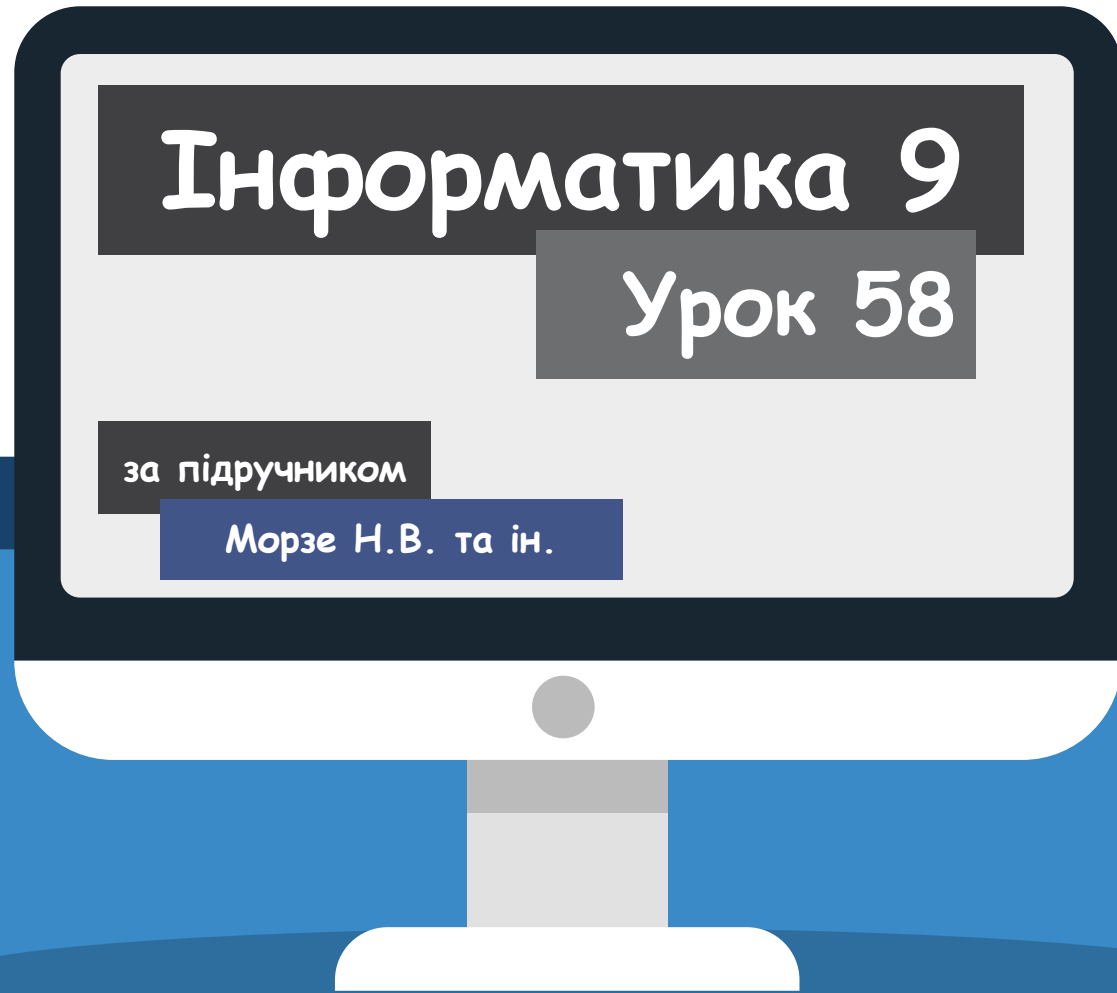 Інформатика 9
Урок 58
за підручником
Морзе Н.В. та ін.